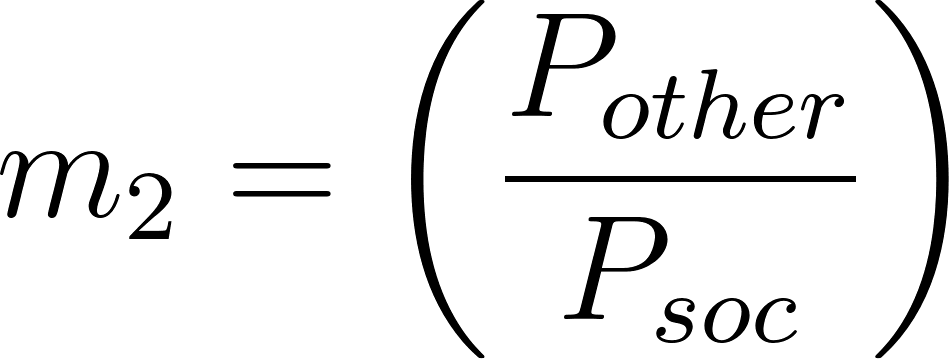 m_2 = \left( \frac{P_{other}}{P_{soc}} \right)